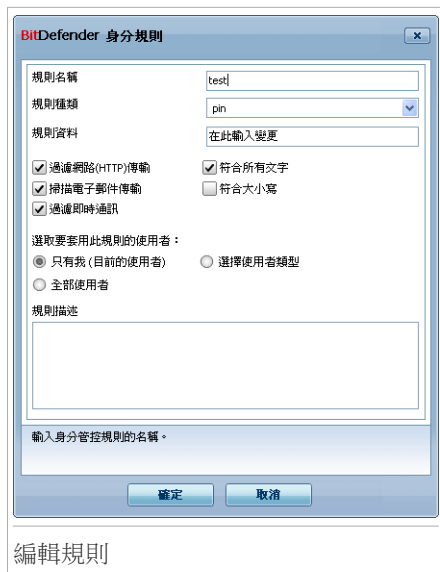 BitDefender 身分規則
規則名稱 test
規則種類 pin
規則資料 在此輸入變更
過濾網路(HTTP)傳輸 符合所有文字
掃描電子郵件傳輸 符合大小寫
過濾即時通訊
選取要套用此規則的使用者：
只有我 (目前的使用者) 選擇使用者類型
全部使用者
規則描述
輸入身分管控規則的名稱。
確定 取消
編輯規則